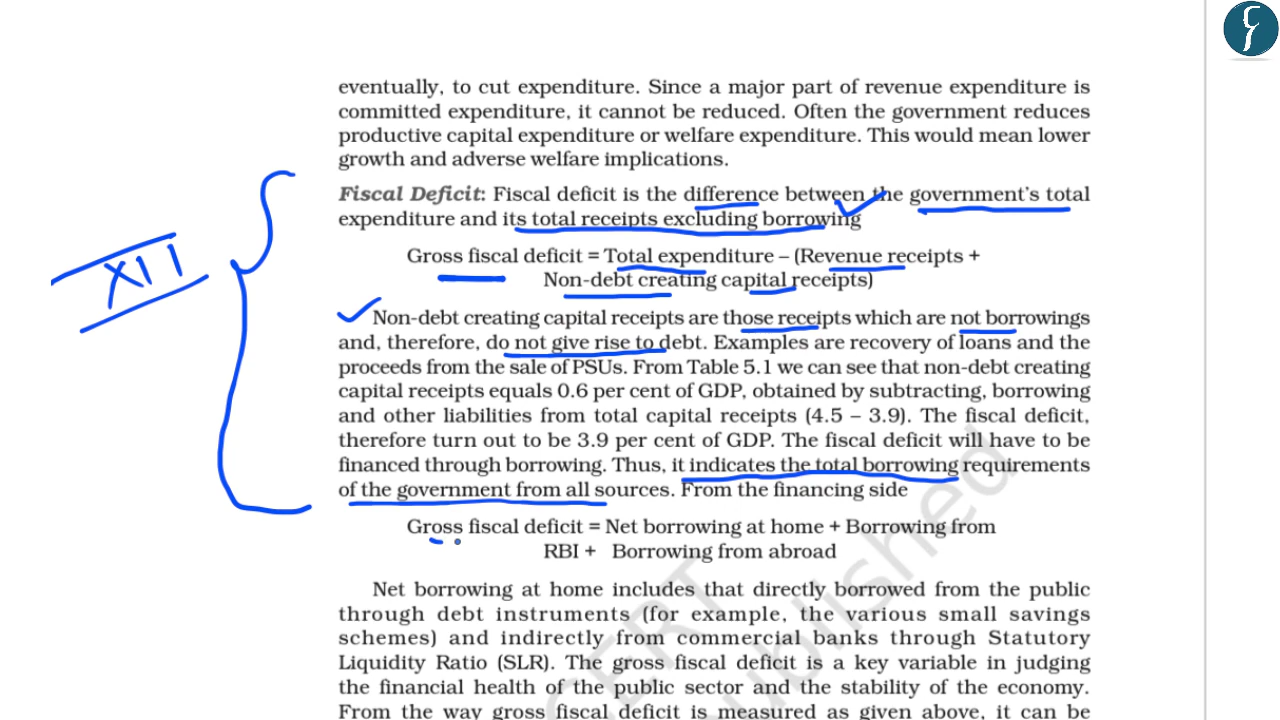 eventually, to cut expenditure. Since a major part of revenue expenditure is
committed expenditure, it cannot be reduced. Often the government reduces
productive capital expenditure or welfare expenditure. This would mean lower
growth and adverse welfare implications.
Fiscal Deficit: Fiscal deficit is the difference between the government's total
expenditure and its total receipts excluding borrowing
Gross fiscal deficit = Total expenditure – (Revenue receipts +
Non-debt creating capital receipts)
XII
Non-debt creating capital receipts are those receipts which are not borrowings
and, therefore, do not give rise to debt. Examples are recovery of loans and the
proceeds from the sale of PSUs. From Table 5.1 we can see that non-debt creating
capital receipts equals 0.6 per cent of GDP, obtained by subtracting, borrowing
and other liabilities from total capital receipts (4.5 – 3.9). The fiscal deficit,
therefore turn out to be 3.9 per cent of GDP. The fiscal deficit will have to be
financed through borrowing. Thus, it indicates the total borrowing requirements
of the government from all sources. From the financing side
Gross fiscal deficit = Net borrowing at home + Borrowing from
RBI + Borrowing from abroad
Net borrowing at home includes that directly borrowed from the public
through debt instruments (for example, the various small savings
schemes) and indirectly from commercial banks through Statutory
Liquidity Ratio (SLR). The gross fiscal deficit is a key variable in judging
the financial health of the public sector and the stability of the economy.
From the way gross fiscal deficit is measured as given above, it can be